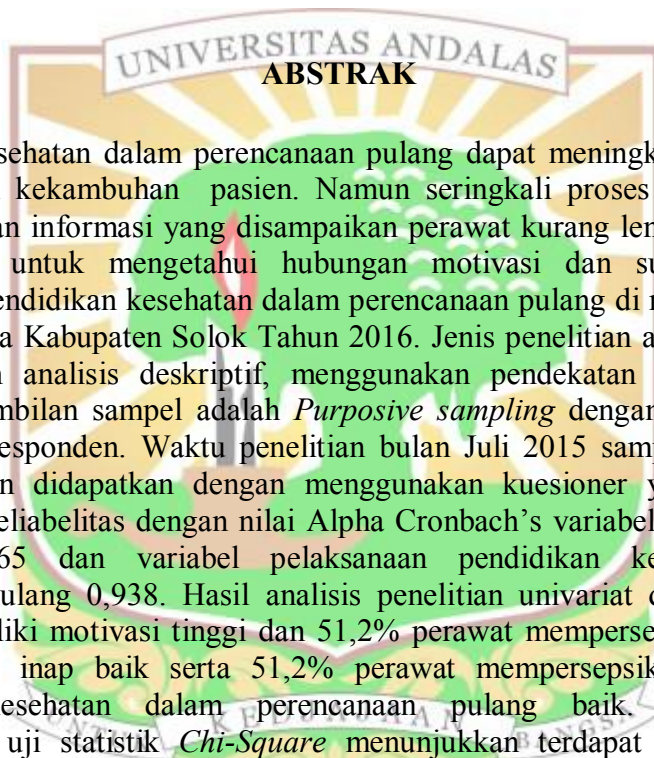 UNIVERSITAS ANDALAS
ABSTRAK
sehatan dalam perencanaan pulang dapat meningk
kekambuhan pasien. Namun seringkali proses
an informasi yang disampaikan perawat kurang len
untuk mengetahui hubungan motivasi dan su
endidikan kesehatan dalam perencanaan pulang di r
a Kabupaten Solok Tahun 2016. Jenis penelitian a
n analisis deskriptif, menggunakan pendekatan
mbilan sampel adalah Purposive sampling dengan
esponden. Waktu penelitian bulan Juli 2015 samp
n didapatkan dengan menggunakan kuesioner y
eliabelitas dengan nilai Alpha Cronbach's variabel
65 dan variabel pelaksanaan pendidikan ke
ulang 0,938. Hasil analisis penelitian univariat d
liki motivasi tinggi dan 51,2% perawat mempersep
inap baik serta 51,2% perawat mempersepsik
esehatan dalam perencanaan pulang baik.
UNTUK KEDJAJAAN BANGSA
uji statistik Chi-Square menunjukkan terdapat